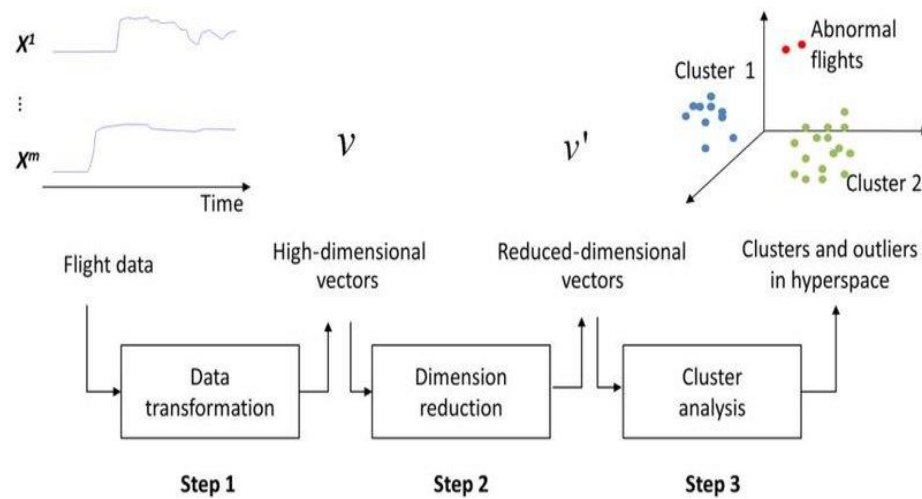 X¹
⋮
Xᵐ
Time
v
v'
Abnormal
flights
Cluster 1
Cluster 2
Flight data
High-dimensional
vectors
Reduced-dimensional
vectors
Clusters and outliers
in hyperspace
Data
transformation
Dimension
reduction
Cluster
analysis
Step 1
Step 2
Step 3